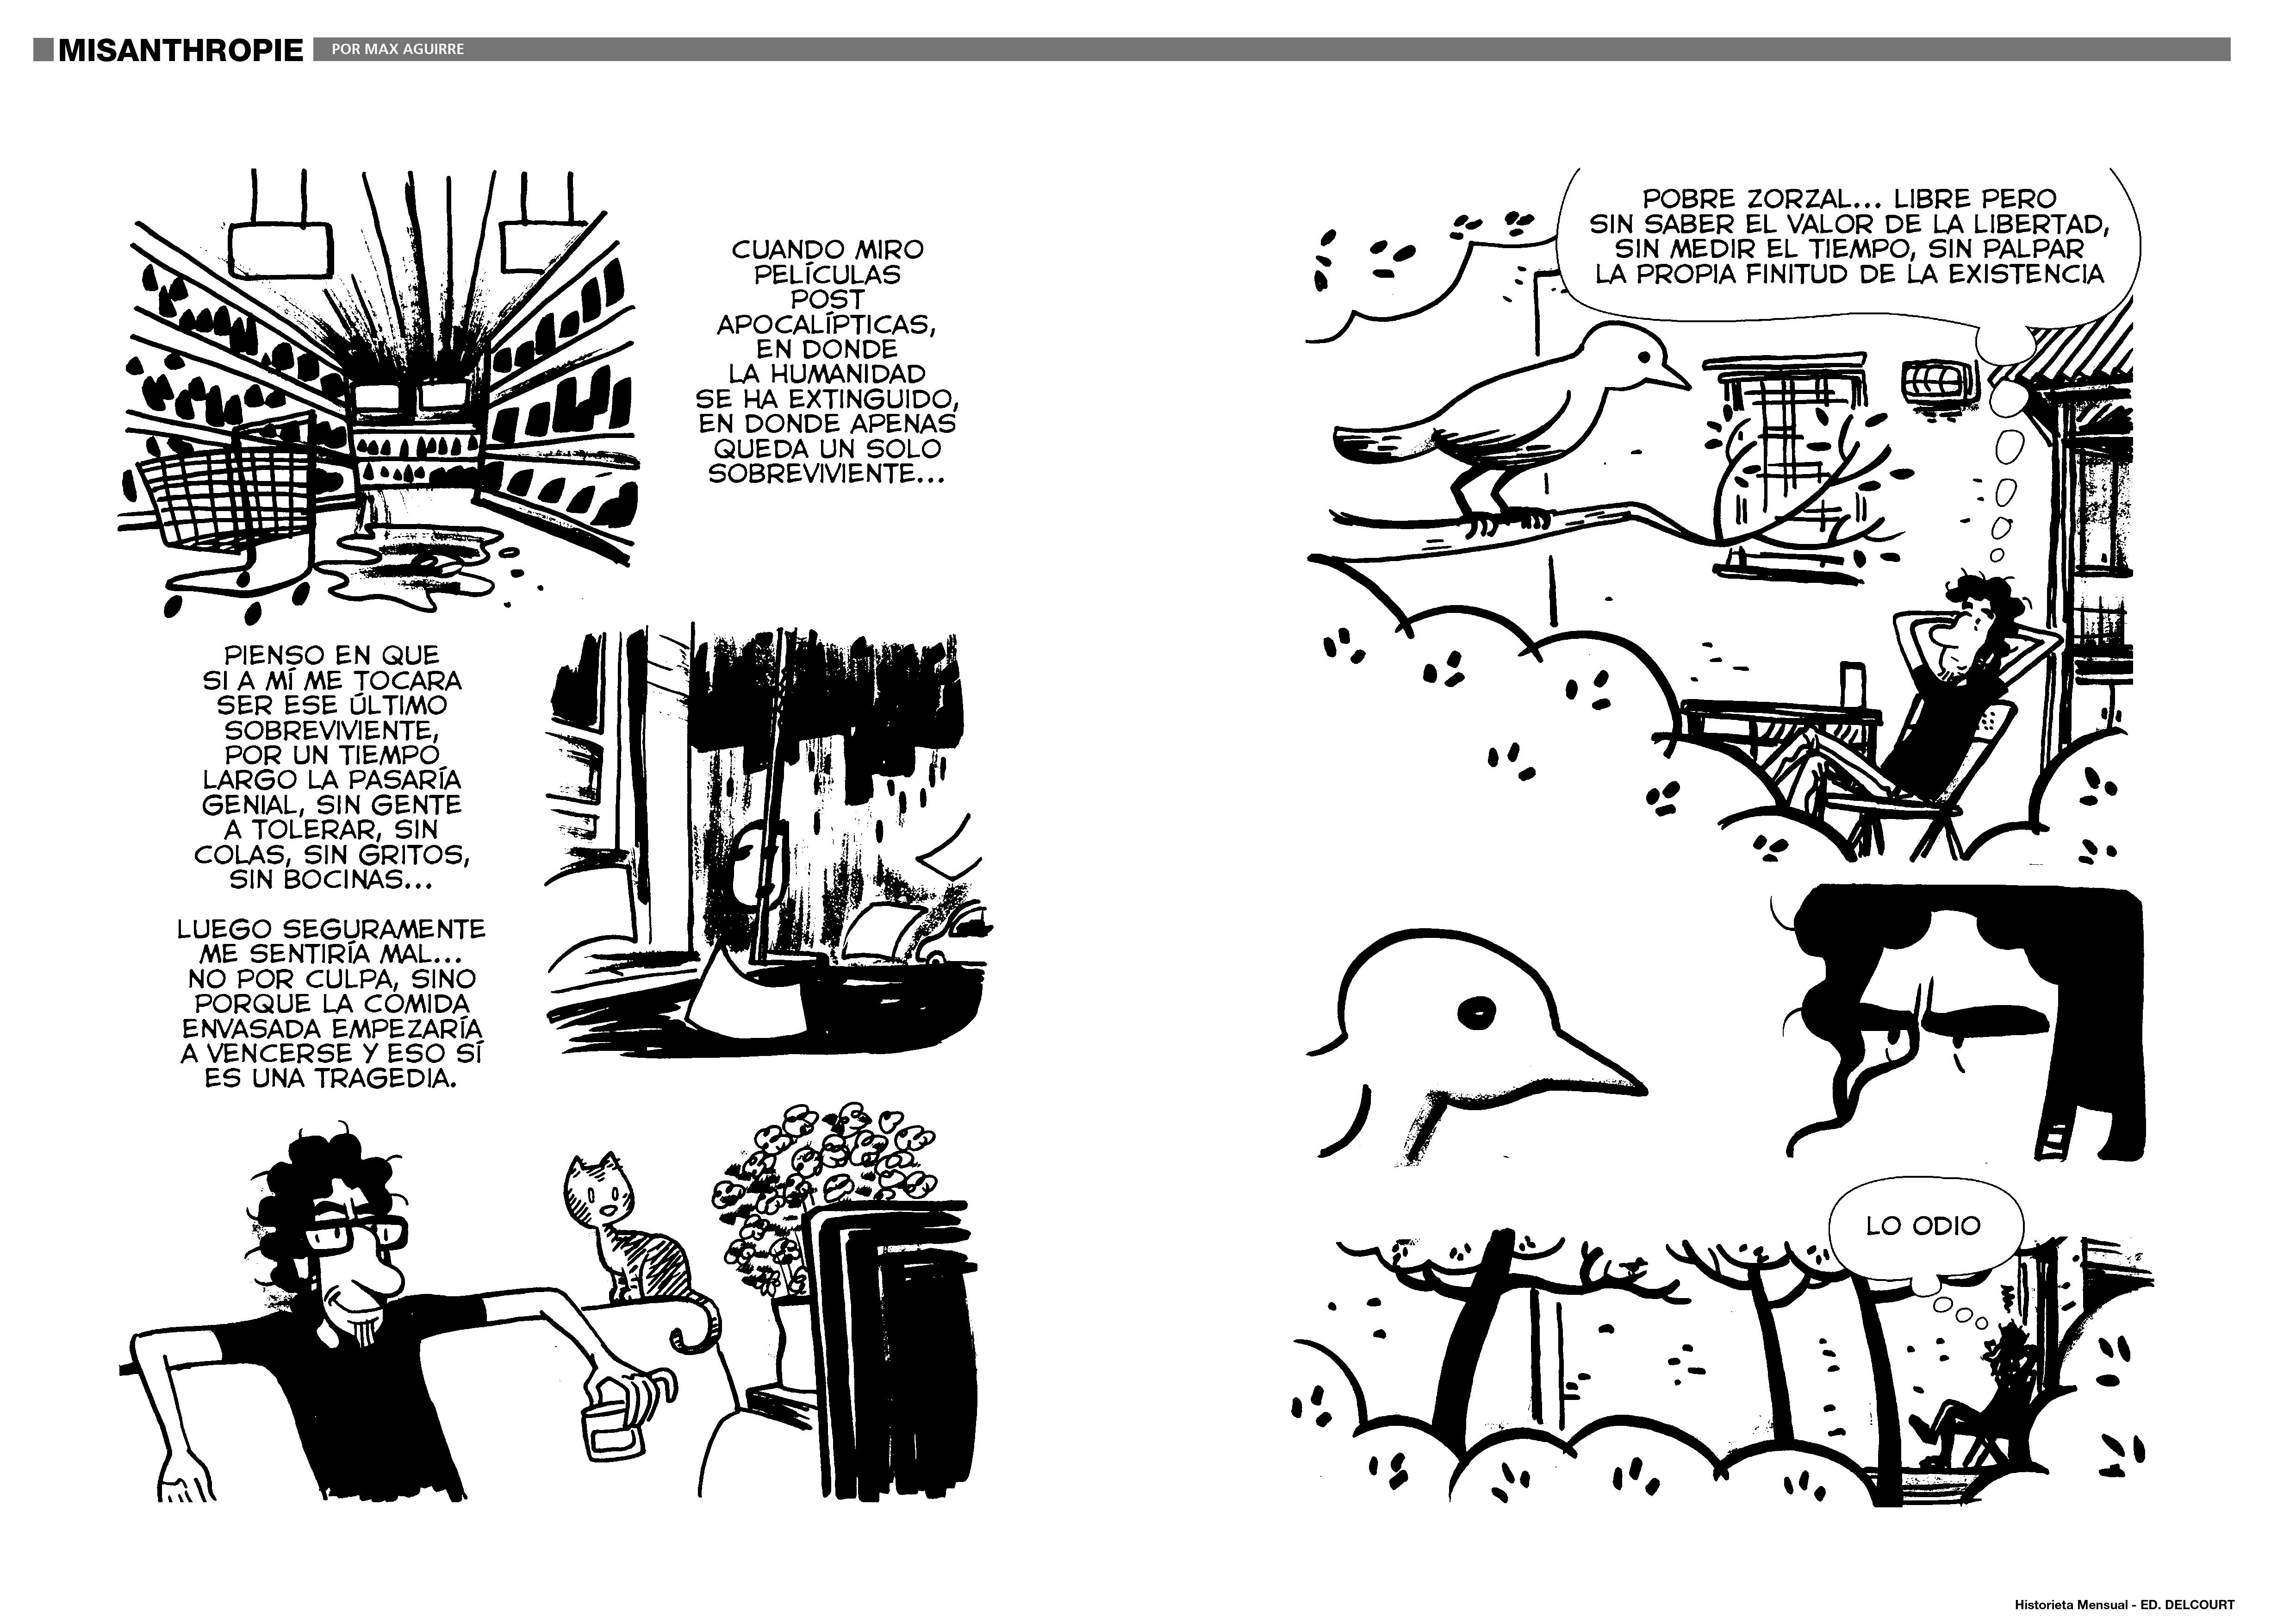 MISANTHROPIE
POR MAX AGUIRRE
CUANDO MIRO
PELÍCULAS
POST
APOCALÍPTICAS,
EN DONDE
LA HUMANIDAD
SE HA EXTINGUIDO,
EN DONDE APENAS
QUEDA UN SOLO
SOBREVIVIENTE...
PIENSO EN QUE
SI A MÍ ME TOCARA
SER ESE ÚLTIMO
SOBREVIVIENTE,
POR UN TIEMPO
LARGO LA PASARÍA
GENIAL, SIN GENTE
A TOLERAR, SIN
COLAS, SIN GRITOS,
SIN BOCINAS...
LUEGO SEGURAMENTE
ME SENTIRÍA MAL...
NO POR CULPA, SINO
PORQUE LA COMIDA
ENVASADA EMPEZARÍA
A VENCERSE Y ESO SÍ
ES UNA TRAGEDIA.
POBRE ZORZAL... LIBRE PERO
SIN SABER EL VALOR DE LA LIBERTAD,
SIN MEDIR EL TIEMPO, SIN PALPAR
LA PROPIA FINITUD DE LA EXISTENCIA
LO ODIO
Historieta Mensual - ED. DELCOURT